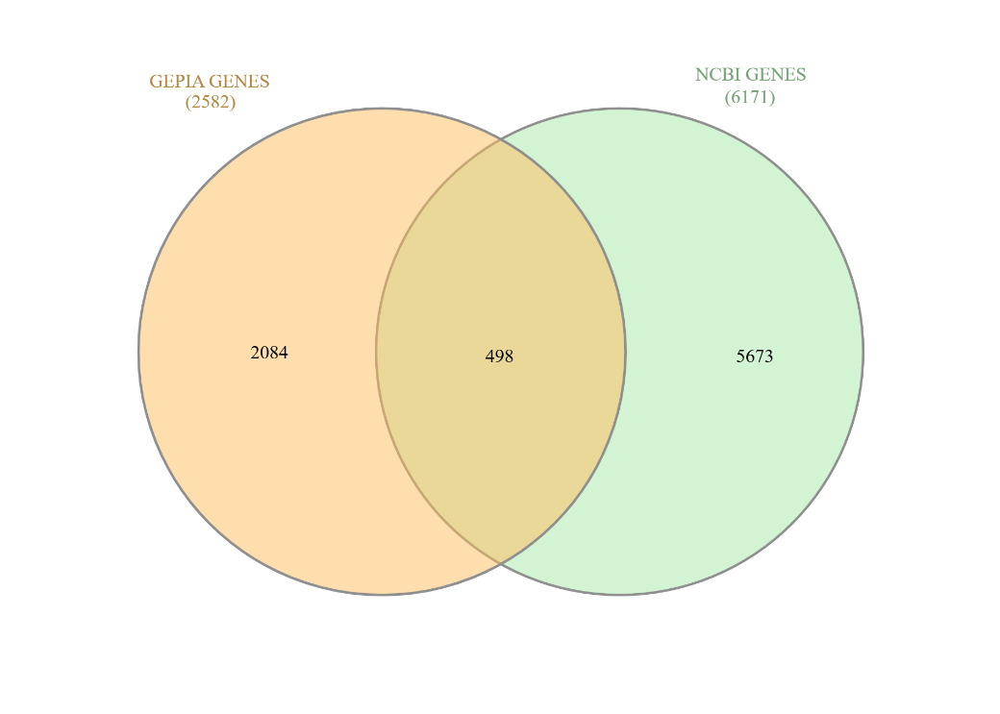 GEPIA GENES
(2582)
NCBI GENES
(6171)
2084
498
5673